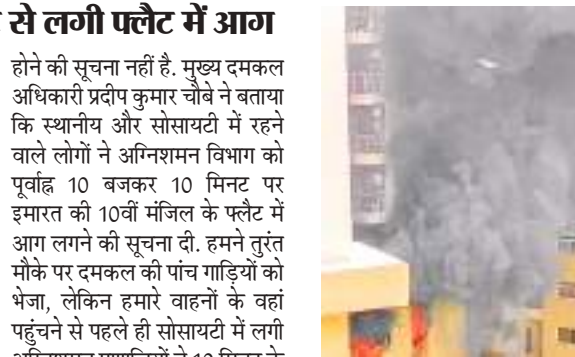 से लगी फ्लैट में आग
होने की सूचना नहीं है. मुख्य दमकल
अधिकारी प्रदीप कुमार चौबे ने बताया
कि स्थानीय और सोसायटी में रहने
वाले लोगों ने अग्निशमन विभाग को
पूर्वाह्न 10 बजकर 10 मिनट पर
इमारत की 10वीं मंजिल के फ्लैट में
आग लगने की सूचना दी. हमने तुरंत
मौके पर दमकल की पांच गाड़ियों को
भेजा, लेकिन हमारे वाहनों के वहां
पहुंचने से पहले ही सोसायटी में लगी